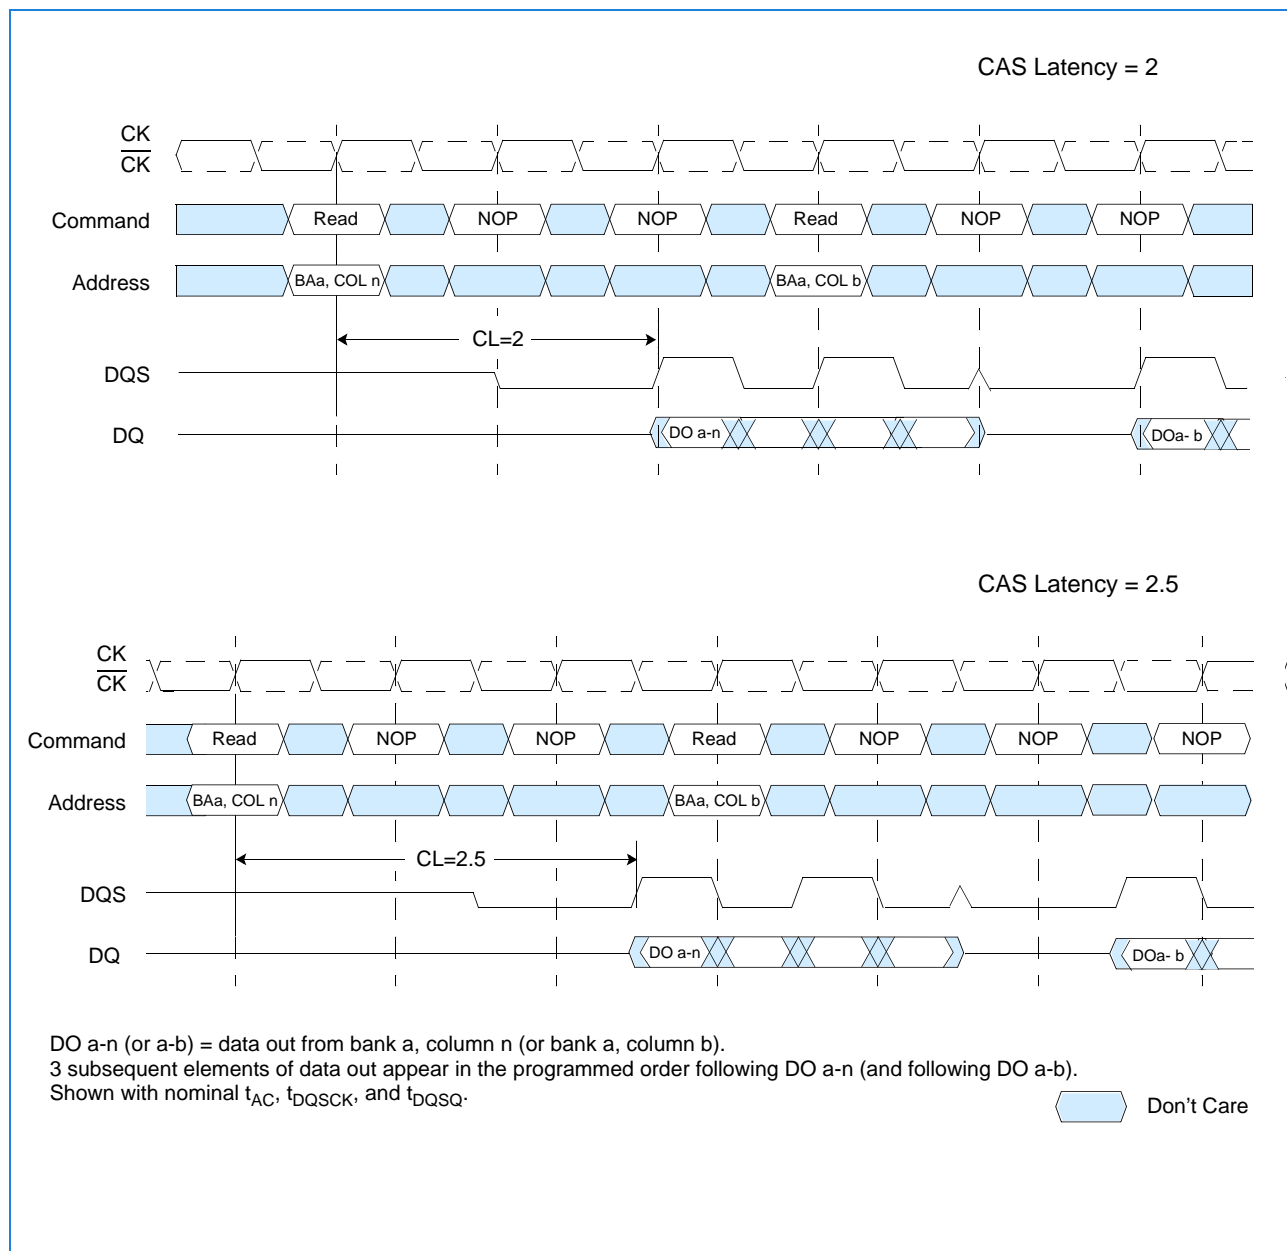 CAS Latency = 2
CK
CK
Command Read NOP NOP Read NOP NOP
Address BAa, COL n BAa, COL b
CL=2
DQS
DQ DO a-n DOa- b
CAS Latency = 2.5
CK
CK
Command Read NOP NOP Read NOP NOP NOP
Address BAa, COL n BAa, COL b
CL=2.5
DQS
DQ DO a-n DOa- b
DO a-n (or a-b) = data out from bank a, column n (or bank a, column b).
3 subsequent elements of data out appear in the programmed order following DO a-n (and following DO a-b).
Shown with nominal tAC, tDQSCK, and tDQSQ.
Don't Care